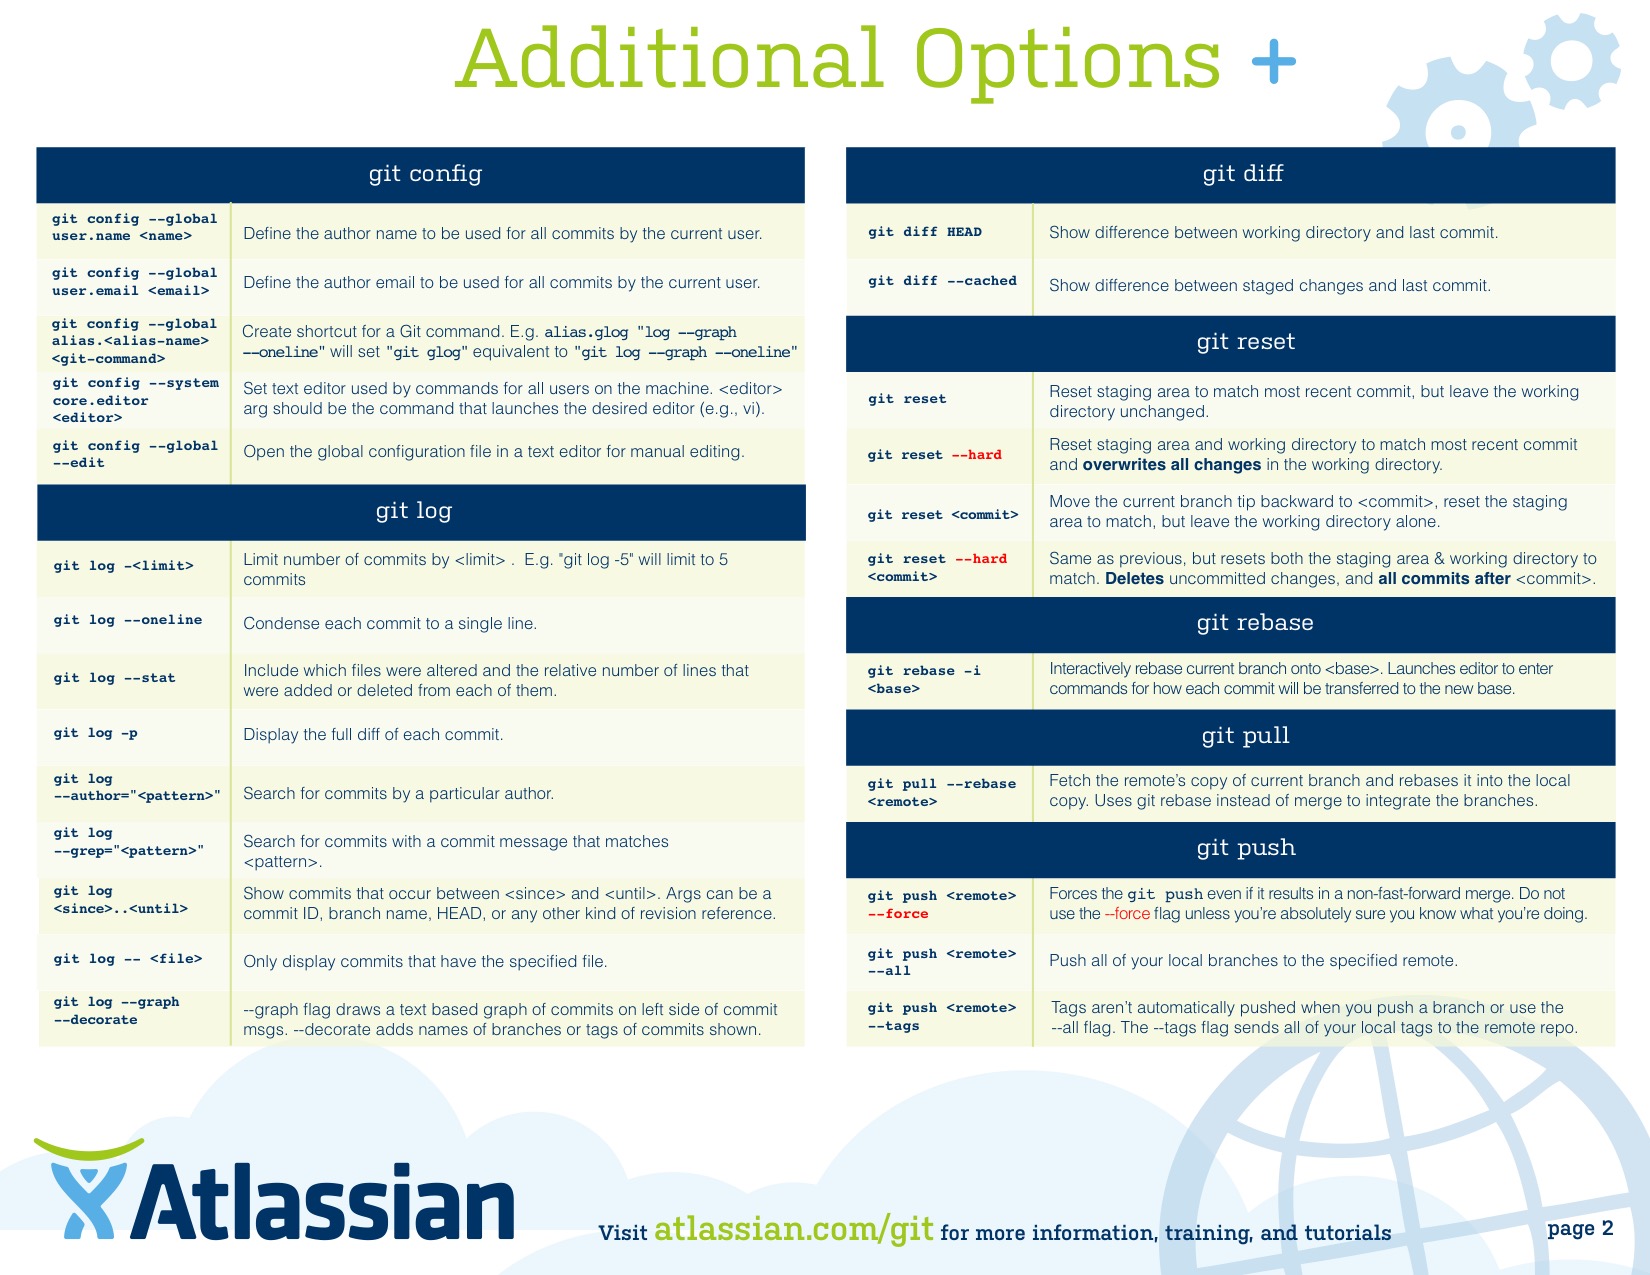 Additional Options +
git config
git config --global
user.name <name>
Define the author name to be used for all commits by the current user.
git config --global
user.email <email>
Define the author email to be used for all commits by the current user.
git config --global
alias.<alias-name>
<git-command>
Create shortcut for a Git command. E.g. alias.glog "log --graph
--oneline" will set "git glog" equivalent to "git log --graph --oneline"
git config --system
core.editor
<editor>
Set text editor used by commands for all users on the machine. <editor>
arg should be the command that launches the desired editor (e.g., vi).
git config --global
--edit
Open the global configuration file in a text editor for manual editing.
git log
git log -<limit>
Limit number of commits by <limit> .  E.g. "git log -5" will limit to 5
commits
git log --oneline
Condense each commit to a single line.
git log --stat
Include which files were altered and the relative number of lines that
were added or deleted from each of them.
git log -p
Display the full diff of each commit.
git log
--author="<pattern>"
Search for commits by a particular author.
git log
--grep="<pattern>"
Search for commits with a commit message that matches
<pattern>.
git log
<since>..<until>
Show commits that occur between <since> and <until>. Args can be a
commit ID, branch name, HEAD, or any other kind of revision reference.
git log -- <file>
Only display commits that have the specified file.
git log --graph
--decorate
--graph flag draws a text based graph of commits on left side of commit
msgs. --decorate adds names of branches or tags of commits shown.
git diff
git diff HEAD
Show difference between working directory and last commit.
git diff --cached
Show difference between staged changes and last commit.
git reset
git reset
Reset staging area to match most recent commit, but leave the working
directory unchanged.
git reset --hard
Reset staging area and working directory to match most recent commit
and overwrites all changes in the working directory.
git reset <commit>
Move the current branch tip backward to <commit>, reset the staging
area to match, but leave the working directory alone.
git reset --hard
<commit>
Same as previous, but resets both the staging area & working directory to
match. Deletes uncommitted changes, and all commits after <commit>.
git rebase
git rebase -i
<base>
Interactively rebase current branch onto <base>. Launches editor to enter
commands for how each commit will be transferred to the new base.
git pull
git pull --rebase
<remote>
Fetch the remote’s copy of current branch and rebases it into the local
copy. Uses git rebase instead of merge to integrate the branches.
git push
git push <remote>
--force
Forces the git push even if it results in a non-fast-forward merge. Do not
use the --force flag unless you’re absolutely sure you know what you’re doing.
git push <remote>
--all
Push all of your local branches to the specified remote.
git push <remote>
--tags
Tags aren’t automatically pushed when you push a branch or use the
--all flag. The --tags flag sends all of your local tags to the remote repo.
Atlassian
Visit atlassian.com/git for more information, training, and tutorials
page 2